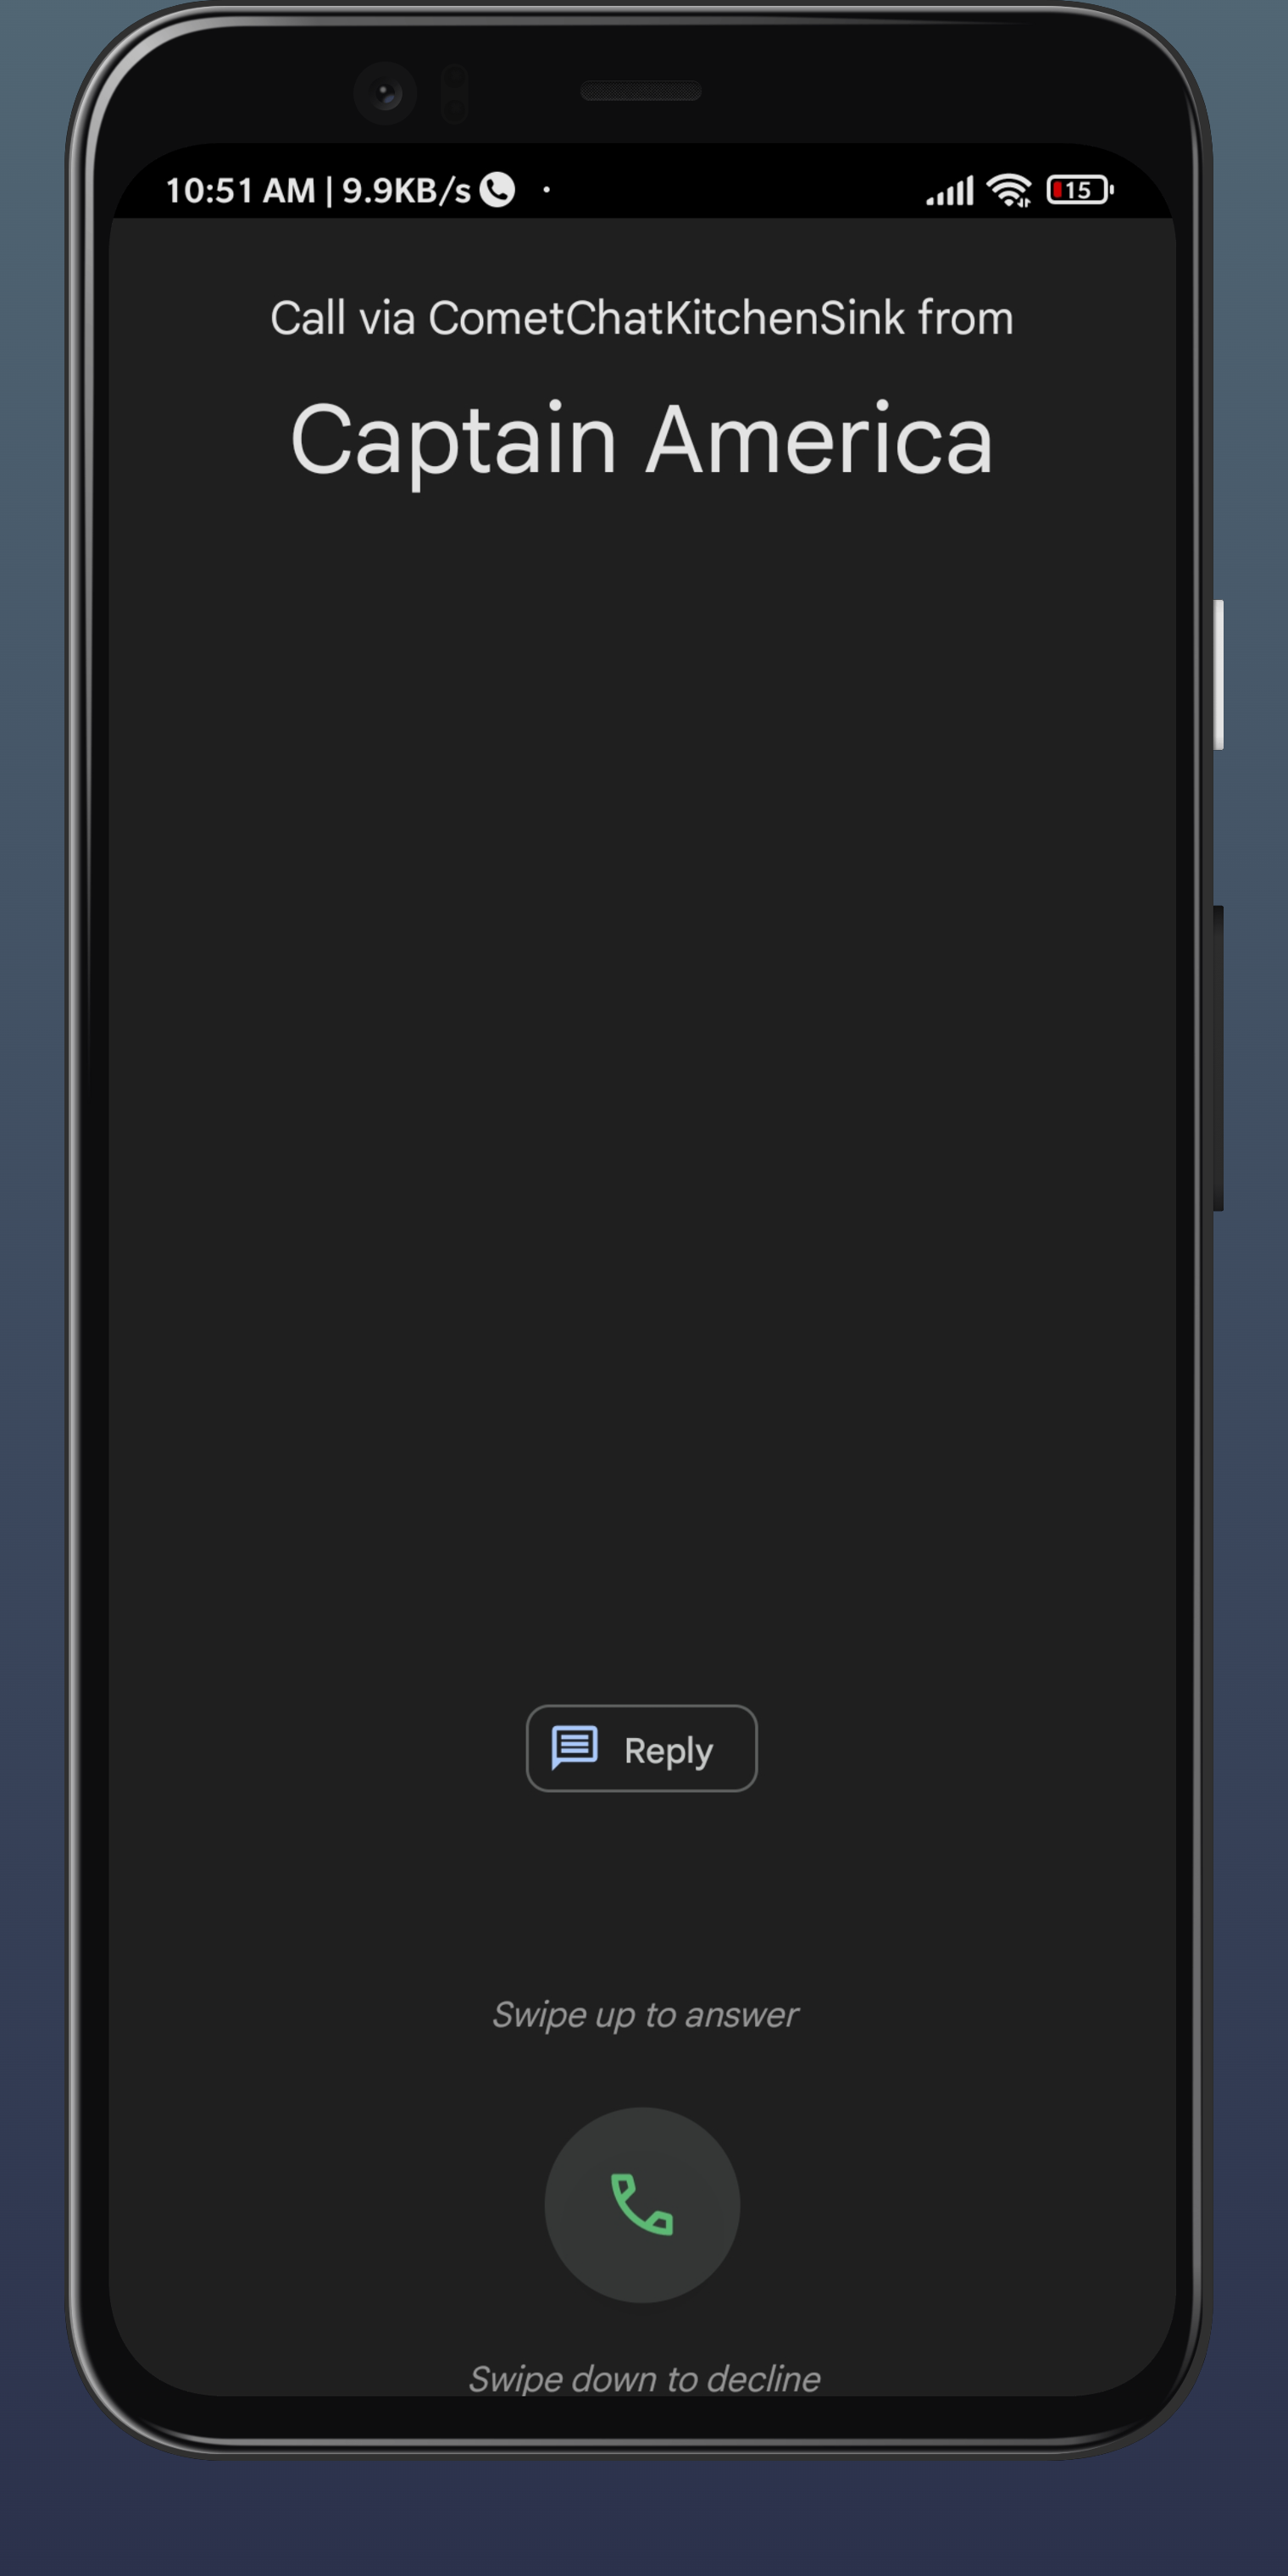 10:51 AM | 9.9KB/s
15
Call via CometChatKitchenSink from
Captain America
Reply
Swipe up to answer
Swipe down to decline